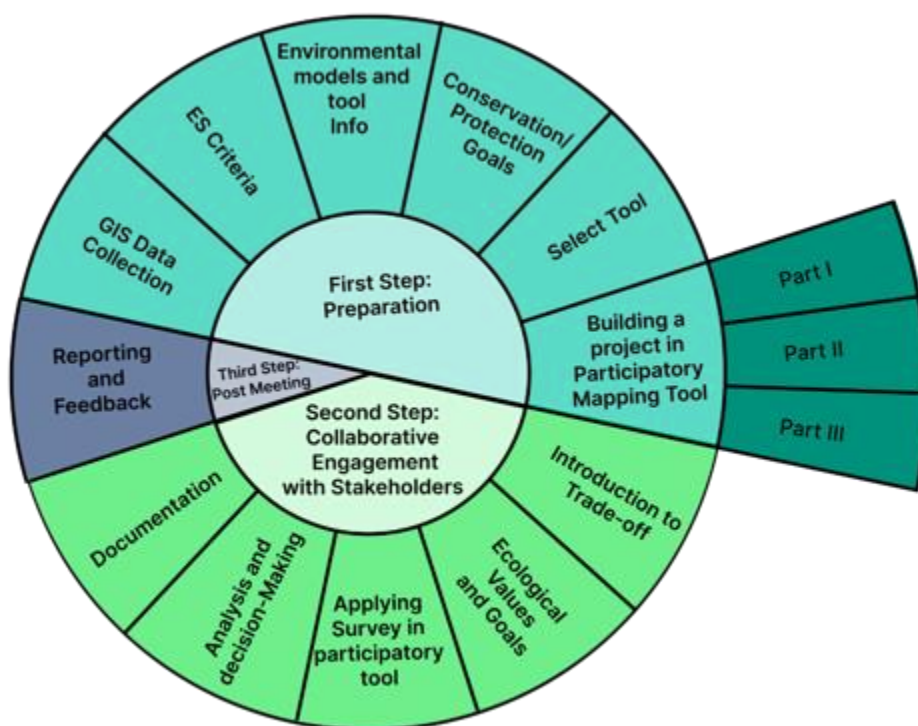 Environmental
models and
tool
Info
Conservation/
Protection
Goals
ES Criteria
Select Tool
GIS Data
Collection
First Step:
Preparation
Building a
project in
Participatory
Mapping Tool
Part I
Part II
Part III
Reporting
and
Feedback
Third Step:
Post Meeting
Second Step:
Collaborative
Engagement
with Stakeholders
Introduction to
Trade-off
Ecological
Values
and Goals
Applying
Survey in
participatory
tool
Analysis and
decision-Making
Documentation